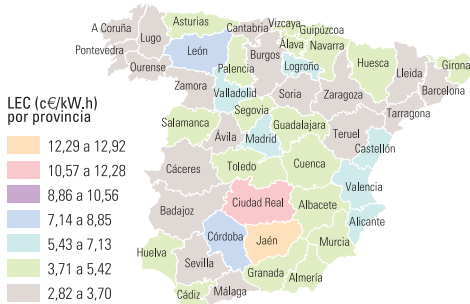 A Coruña
Lugo
Pontevedra
Ourense
Asturias
León
Cantabria
Vizcaya
Guipúzcoa
Álava
Navarra
Palencia
Burgos
Logroño
Huesca
Lleida
Girona
Barcelona
Tarragona
Zamora
Valladolid
Soria
Zaragoza
Salamanca
Segovia
Ávila
Madrid
Guadalajara
Teruel
Castellón
Cáceres
Toledo
Cuenca
Valencia
Badajoz
Ciudad Real
Albacete
Alicante
Córdoba
Jaén
Murcia
Huelva
Sevilla
Granada
Almería
Cádiz
Málaga
LEC (c€/kW.h)
por provincia
12,29 a 12,92
10,57 a 12,28
8,86 a 10,56
7,14 a 8,85
5,43 a 7,13
3,71 a 5,42
2,82 a 3,70